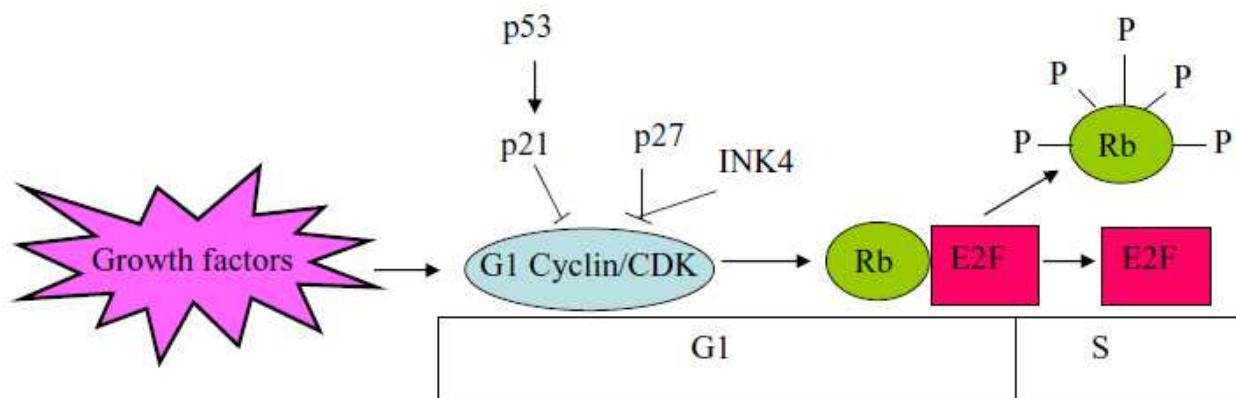 p53
P
P
P
p21
p27
INK4
P
Rb
P
Growth factors
G1 Cyclin/CDK
Rb
E2F
E2F
G1
S